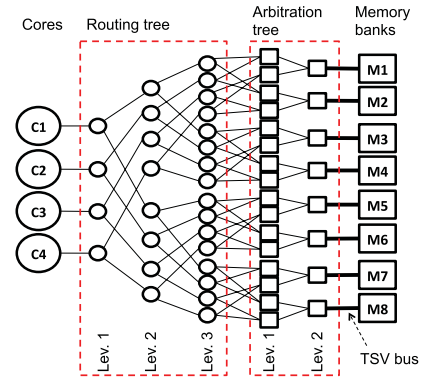 Cores
Routing tree
Arbitration
tree
Memory
banks
C1
C2
C3
C4
M1
M2
M3
M4
M5
M6
M7
M8
Lev. 1
Lev. 2
Lev. 3
Lev. 1
Lev. 2
TSV bus